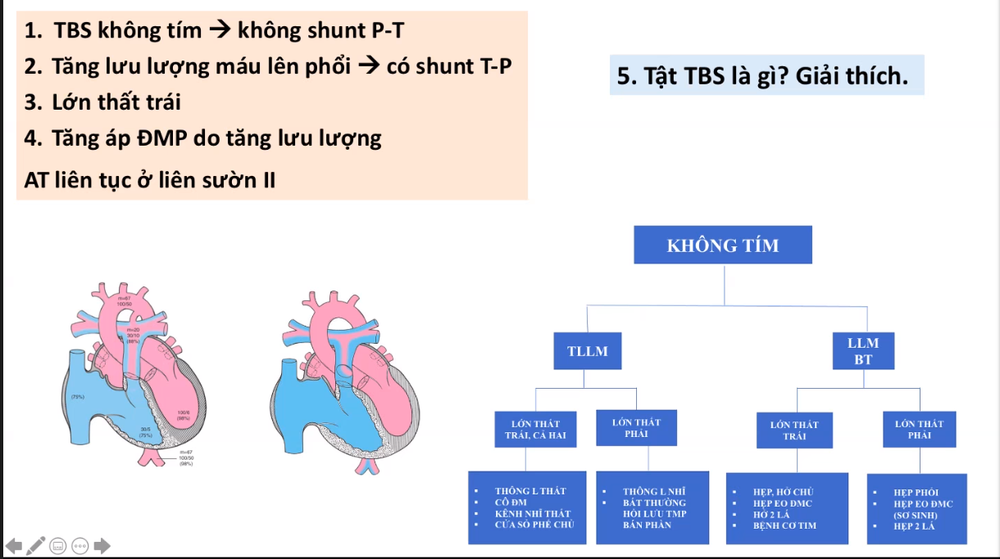 1. TBS không tím → không shunt P-T
2. Tăng lưu lượng máu lên phổi → có shunt T-P
3. Lớn thất trái
4. Tăng áp ĐMP do tăng lưu lượng
AT liên tục ở liên sườn II
5. Tật TBS là gì? Giải thích.
m=67
100/50
m=20
30/10
(88%)
(75%)
100/6
(98%)
30/5
(75%)
m=67
100/50
(98%)
KHÔNG TÍM
TLLM
LLM
BT
LỚN THẤT
TRÁI, CẢ HAI
LỚN THẤT
PHẢI
LỚN THẤT
TRÁI
LỚN THẤT
PHẢI
▪ THÔNG L THẤT
▪ CÒ ĐM
▪ KÊNH NHĨ THẤT
▪ CỬA SỔ PHẾ CHỦ
▪ THÔNG L NHĨ
▪ BẤT THƯỜNG
HỒI LƯU TMP
BÁN PHẦN
▪ HẸP, HỞ CHỦ
▪ HẸP EO ĐMC
▪ HỞ 2 LÁ
▪ BỆNH CƠ TIM
▪ HẸP PHỔI
▪ HẸP EO ĐMC
(SƠ SINH)
▪ HẸP 2 LÁ